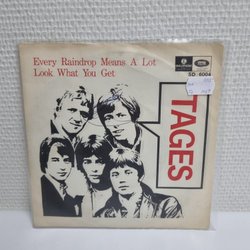 Every Raindrop Means A Lot
Look What You Get
SD 6004
TAGES